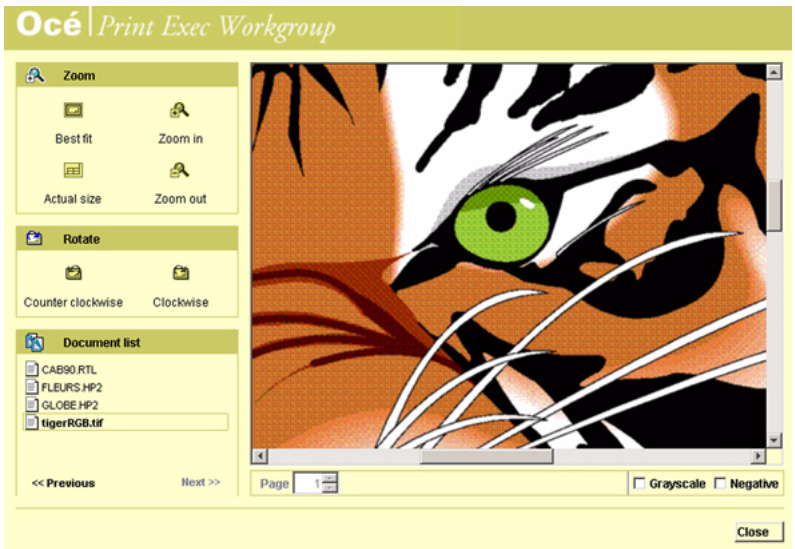 Océ Print Exec Workgroup
Zoom
Best fit Zoom in
Actual size Zoom out
Rotate
Counter clockwise Clockwise
Document list
CAB90.RTL
FLEURS.HP2
GLOBE.HP2
tigerRGB.tif
<< Previous Next >>
Page 1
Grayscale Negative
Close